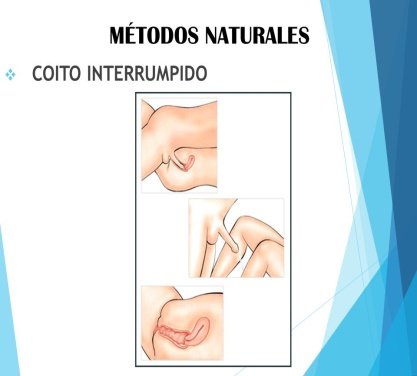 MÉTODOS NATURALES
COITO INTERRUMPIDO